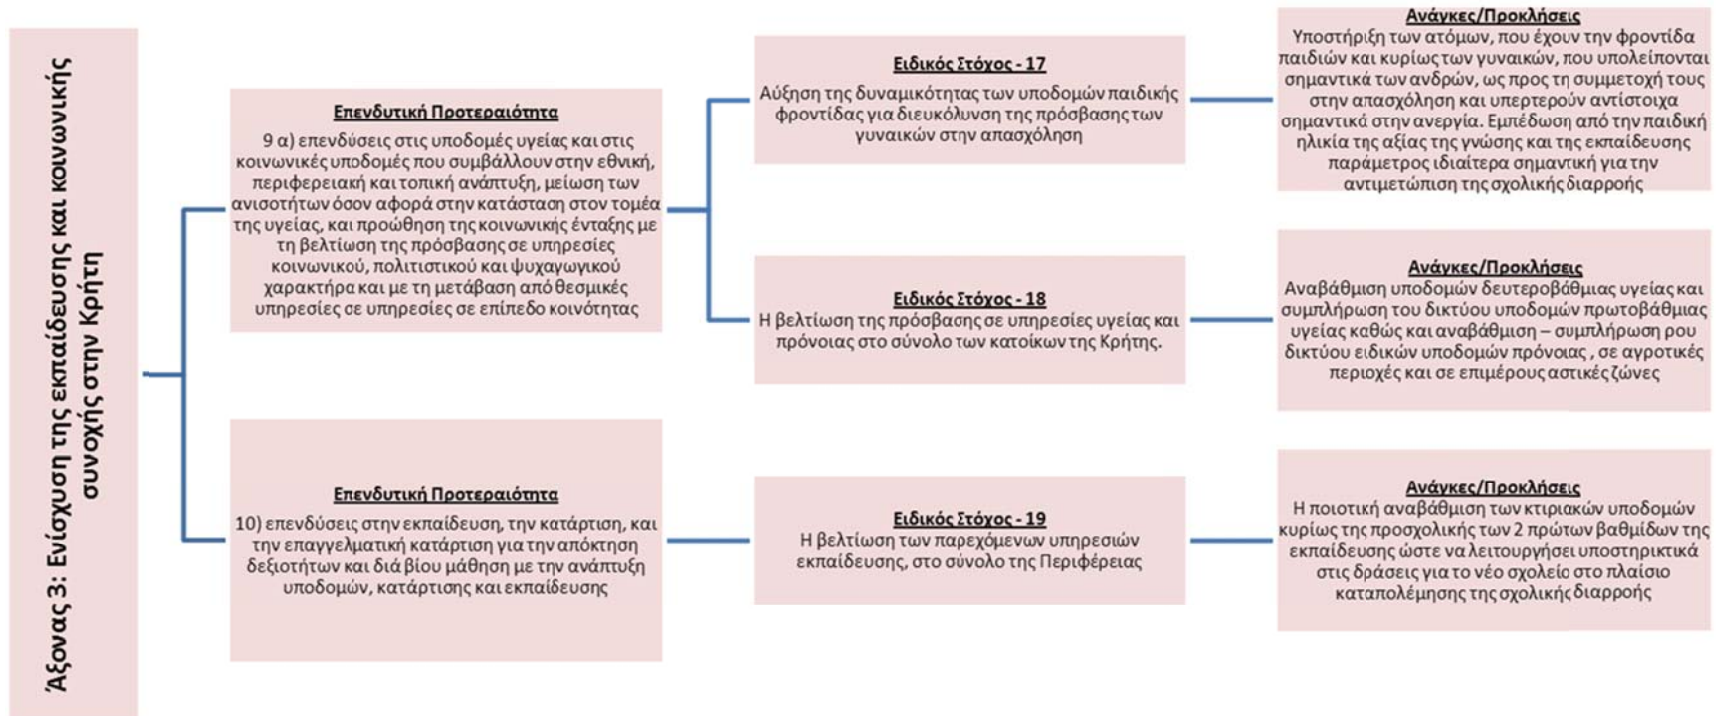 Άξονας 3: Ενίσχυση της εκπαίδευσης και κοινωνικής
συνοχής στην Κρήτη
Επενδυτική Προτεραιότητα
9 α) επενδύσεις στις υποδομές υγείας και στις
κοινωνικές υποδομές που συμβάλλουν στην εθνική,
περιφερειακή και τοπική ανάπτυξη, μείωση των
ανισοτήτων όσον αφορά στην κατάσταση στον τομέα
της υγείας, και προώθηση της κοινωνικής ένταξης με
τη βελτίωση της πρόσβασης σε υπηρεσίες
κοινωνικού, πολιτιστικού και ψυχαγωγικού
χαρακτήρα και με τη μετάβαση από θεσμικές
υπηρεσίες σε υπηρεσίες σε επίπεδο κοινότητας
Ειδικός Στόχος - 17
Αύξηση της δυναμικότητας των υποδομών παιδικής
φροντίδας για διευκόλυνση της πρόσβασης των
γυναικών στην απασχόληση
Ανάγκες/Προκλήσεις
Υποστήριξη των ατόμων, που έχουν την φροντίδα
παιδιών και κυρίως των γυναικών, που υπολείπονται
σημαντικά των ανδρών, ως προς τη συμμετοχή τους
στην απασχόληση και υπερτερούν αντίστοιχα
σημαντικά στην ανεργία. Εμπέδωση από την παιδική
ηλικία της αξίας της γνώσης και της εκπαίδευσης
παράμετρος ιδιαίτερα σημαντική για την
αντιμετώπιση της σχολικής διαρροής
Ειδικός Στόχος - 18
Η βελτίωση της πρόσβασης σε υπηρεσίες υγείας και
πρόνοιας στο σύνολο των κατοίκων της Κρήτης.
Ανάγκες/Προκλήσεις
Αναβάθμιση υποδομών δευτεροβάθμιας υγείας και
συμπλήρωση του δικτύου υποδομών πρωτοβάθμιας
υγείας καθώς και αναβάθμιση – συμπλήρωση ρου
δικτύου ειδικών υποδομών πρόνοιας , σε αγροτικές
περιοχές και σε επιμέρους αστικές ζώνες
Επενδυτική Προτεραιότητα
10) επενδύσεις στην εκπαίδευση, την κατάρτιση, και
την επαγγελματική κατάρτιση για την απόκτηση
δεξιοτήτων και διά βίου μάθηση με την ανάπτυξη
υποδομών, κατάρτισης και εκπαίδευσης
Ειδικός Στόχος - 19
Η βελτίωση των παρεχόμενων υπηρεσιών
εκπαίδευσης, στο σύνολο της Περιφέρειας
Ανάγκες/Προκλήσεις
Η ποιοτική αναβάθμιση των κτιριακών υποδομών
κυρίως της προσχολικής των 2 πρώτων βαθμίδων της
εκπαίδευσης ώστε να λειτουργήσει υποστηρικτικά
στις δράσεις για το νέο σχολείο στο πλαίσιο
καταπολέμησης της σχολικής διαρροής